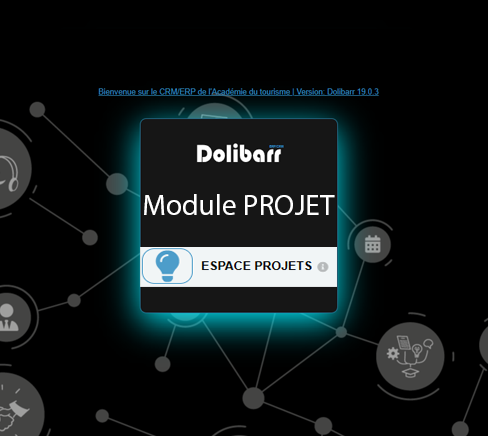 Bienvenue sur le CRM/ERP de l'Académie du tourisme | Version: Dolibarr 19.0.3
Dolibarr
Module PROJET
ESPACE PROJETS